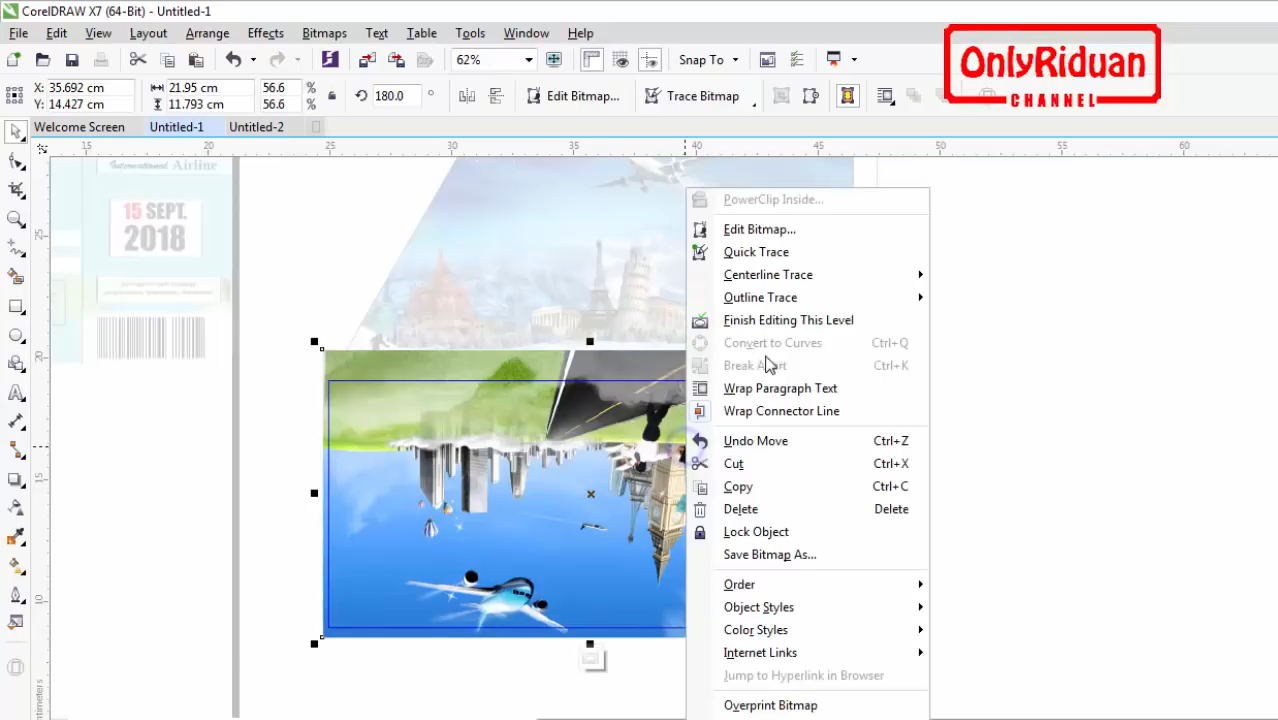 CorelDRAW X7 (64-Bit) - Untitled-1
File Edit View Layout Arrange Effects Bitmaps Text Table Tools Window Help
62% Snap To
X: 35.692 cm 21.95 cm 56.6 %
Y: 14.427 cm 11.793 cm 56.6 %
180.0 ° Edit Bitmap... Trace Bitmap
OnlyRiduan
CHANNEL
Welcome Screen Untitled-1 Untitled-2
15 25 30 35 40 45 50 55 60
25
20
15
10
centimeters
International Airline
15 SEPT.
2018
PowerClip Inside...
Edit Bitmap...
Quick Trace
Centerline Trace
Outline Trace
Finish Editing This Level
Convert to Curves Ctrl+Q
Break Apart Ctrl+K
Wrap Paragraph Text
Wrap Connector Line
Undo Move Ctrl+Z
Cut Ctrl+X
Copy Ctrl+C
Delete Delete
Lock Object
Save Bitmap As...
Order
Object Styles
Color Styles
Internet Links
Jump to Hyperlink in Browser
Overprint Bitmap